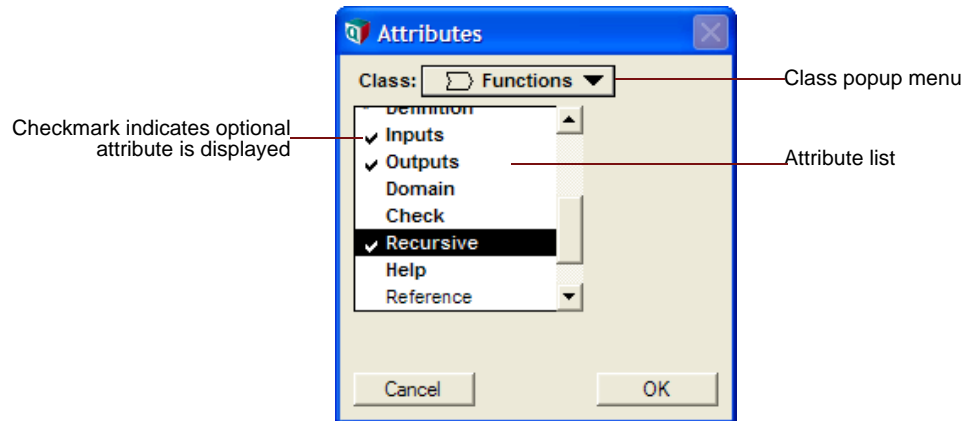 Attributes
Class: Functions
Class popup menu
Definition
Checkmark indicates optional
attribute is displayed
Inputs
Outputs
Attribute list
Domain
Check
Recursive
Help
Reference
Cancel
OK